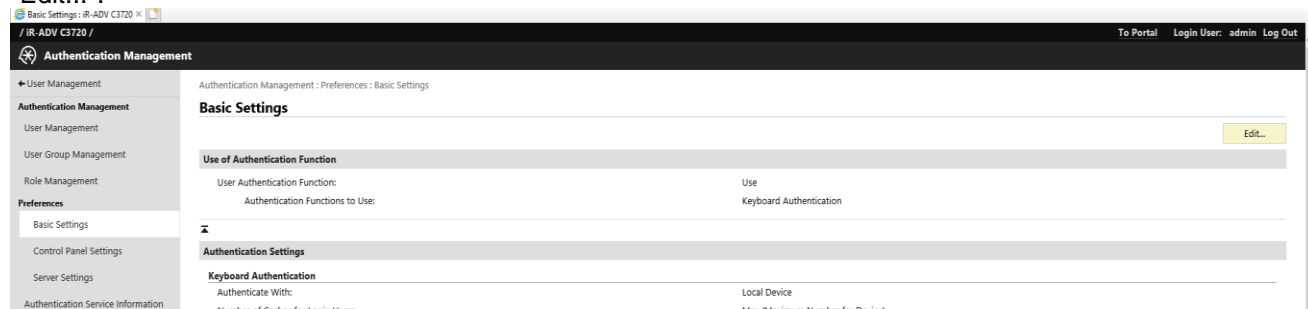 Basic Settings : iR-ADV C3720
/ iR-ADV C3720 /
To Portal Login User: admin Log Out
Authentication Management
User Management
Authentication Management : Preferences : Basic Settings
Authentication Management
Basic Settings
User Management
Edit...
User Group Management
Use of Authentication Function
Role Management
User Authentication Function: Use
Preferences
Authentication Functions to Use: Keyboard Authentication
Basic Settings
Control Panel Settings
Authentication Settings
Server Settings
Keyboard Authentication
Authenticate With: Local Device
Authentication Service Information